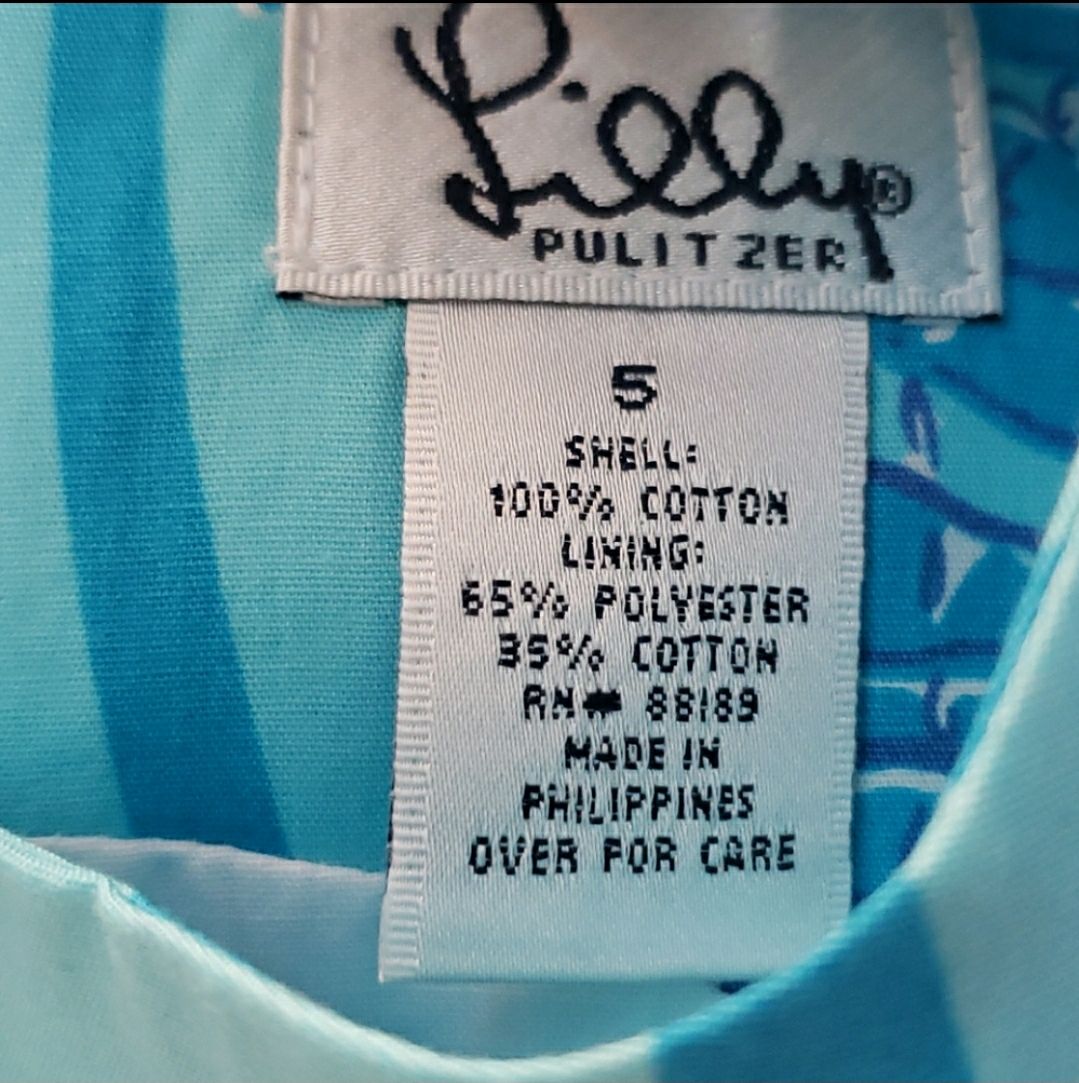 Lilly®
PULITZER
5
SHELL:
100% COTTON
LINING:
65% POLYESTER
35% COTTON
RN# 88189
MADE IN
PHILIPPINES
OVER FOR CARE